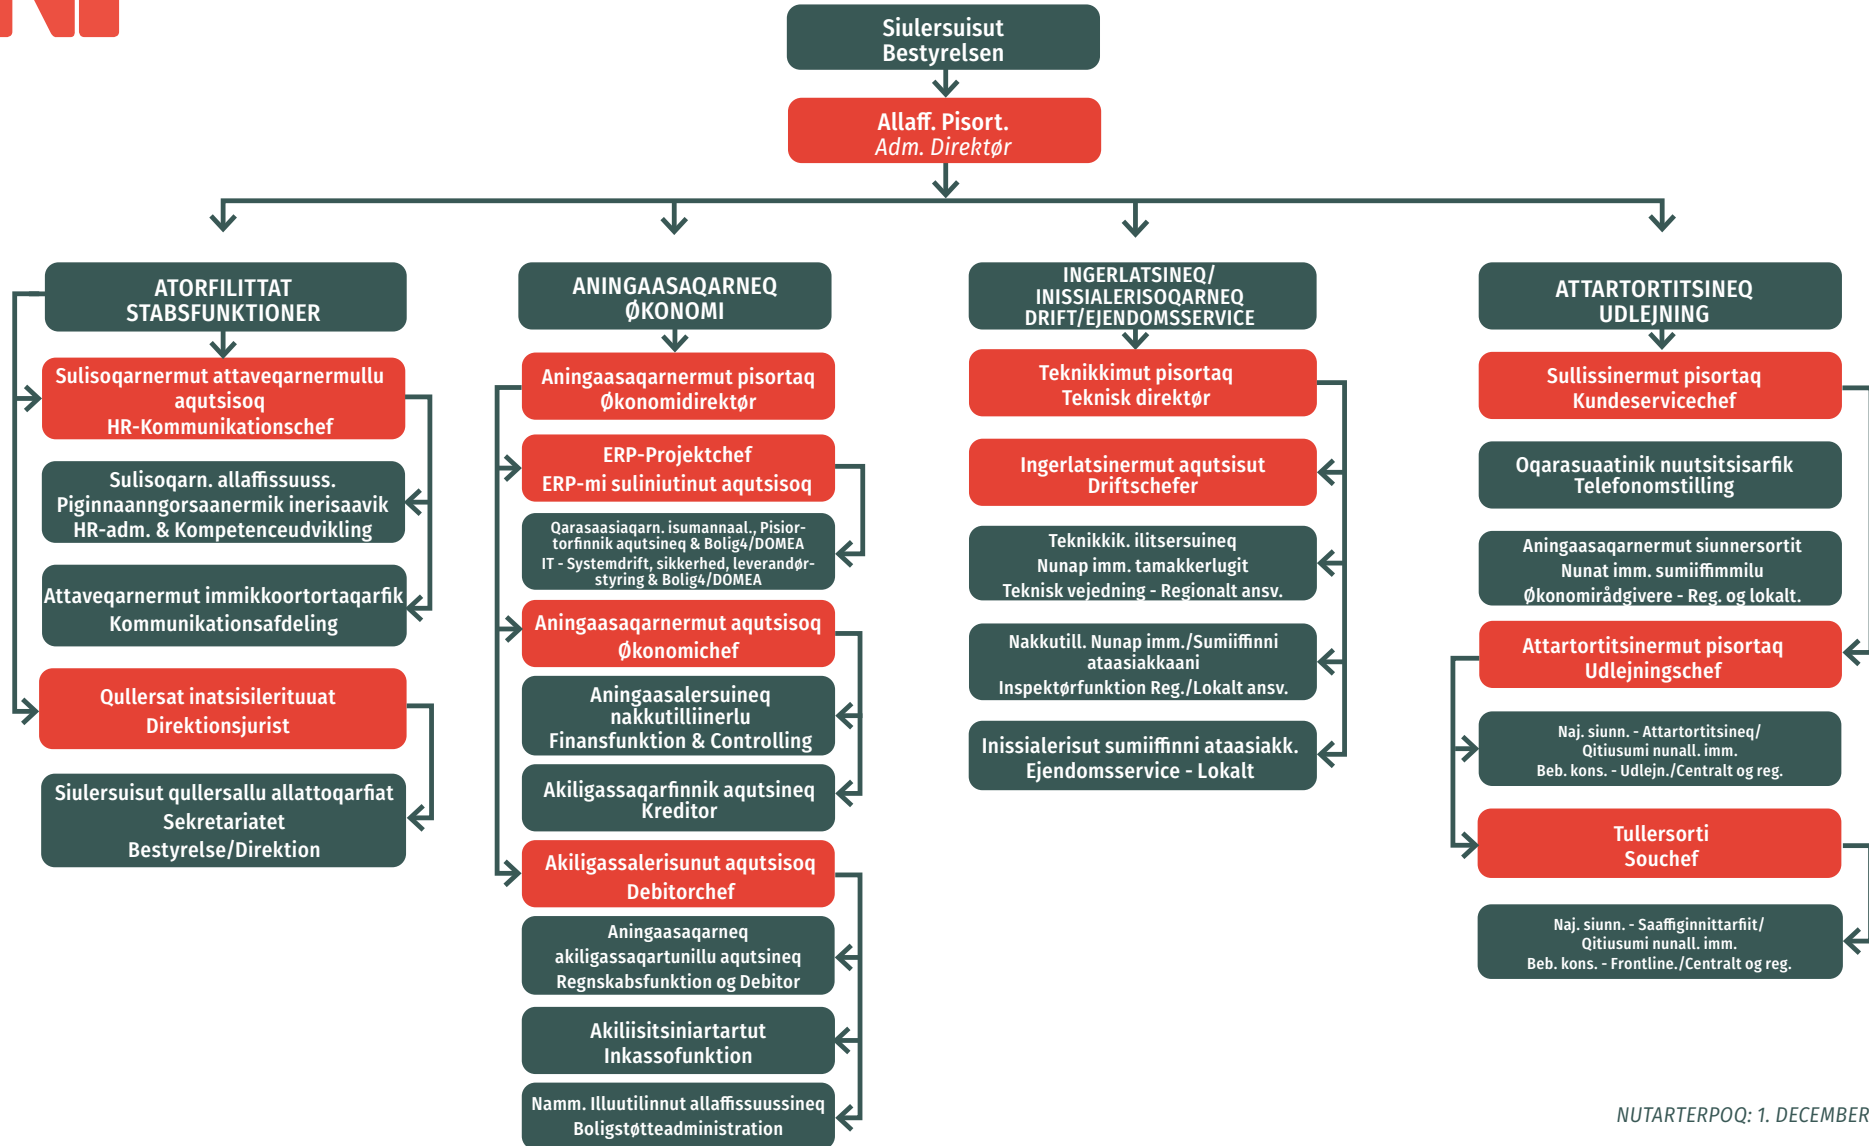 Siulersuisut
Bestyrelsen
Allaff. Pisort.
Adm. Direktør
ATORFILITTAT
STABSFUNKTIONER
Sulisoqarnermut attaveqarnermullu
aqutsisoq
HR-Kommunikationschef
Sulisoqarn. allaffissuuss.
Piginnaanngorsaanermik inerisaavik
HR-adm. & Kompetenceudvikling
Attaveqarnermut immikkoortortaqarfik
Kommunikationsafdeling
Qullersat inatsisilerituuat
Direktionsjurist
Siulersuisut qullersallu allattoqarfiat
Sekretariatet
Bestyrelse/Direktion
ANINGAASAQARNEQ
ØKONOMI
Aningaasaqarnermut pisortaq
Økonomidirektør
ERP-Projektchef
ERP-mi suliniutinut aqutsisoq
Qarasaasiaqarn. isumannaal., Pisior-
torfinnik aqutsineq & Bolig4/DOMEA
IT - Systemdrift, sikkerhed, leverandør-
styring & Bolig4/DOMEA
Aningaasaqarnermut aqutsisoq
Økonomichef
Aningaasalersuineq
nakkutilliinerlu
Finansfunktion & Controlling
Akiligassaqarfinnik aqutsineq
Kreditor
Akiligassalerisunut aqutsisoq
Debitorchef
Aningaasaqarneq
akiligassaqartunillu aqutsineq
Regnskabsfunktion og Debitor
Akiliisitsiniartartut
Inkassofunktion
Namm. Illuutilinnut allaffissuussineq
Boligstøtteadministration
INGERLATSINEQ/
INISSIALERISOQARNEQ
DRIFT/EJENDOMSSERVICE
Teknikkimut pisortaq
Teknisk direktør
Ingerlatsinermut aqutsisut
Driftschefer
Teknikkik. ilitsersuineq
Nunap imm. tamakkerlugit
Teknisk vejedning - Regionalt ansv.
Nakkutill. Nunap imm./Sumiiffinni
ataasiakkaani
Inspektørfunktion Reg./Lokalt ansv.
Inissialerisut sumiiffinni ataasiakk.
Ejendomsservice - Lokalt
ATTARTORTITSINEQ
UDLEJNING
Sullissinermut pisortaq
Kundeservicechef
Oqarasuaatinik nuutsitsisarfik
Telefonomstilling
Aningaasaqarnermut siunnersortit
Nunat imm. sumiiffimmilu
Økonomirådgivere - Reg. og lokalt.
Attartortitsinermut pisortaq
Udlejningschef
Naj. siunn. - Attartortitsineq/
Qitiusumi nunall. imm.
Beb. kons. - Udlejn./Centralt og reg.
Tullersorti
Souchef
Naj. siunn. - Saaffiginnittarfiit/
Qitiusumi nunall. imm.
Beb. kons. - Frontline./Centralt og reg.
NUTARTERPOQ: 1. DECEMBER